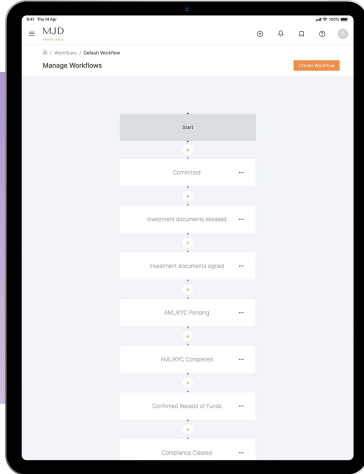 9:41 Thu 14 Apr
100%
MJD
/ Workflows / Default Workflow
Manage Workflows
Create Workflow
Start
Committed
Investment documents released
Investment documents signed
AML/KYC Pending
AML/KYC Completed
Confirmed Receipt of Funds
Compliance Cleared